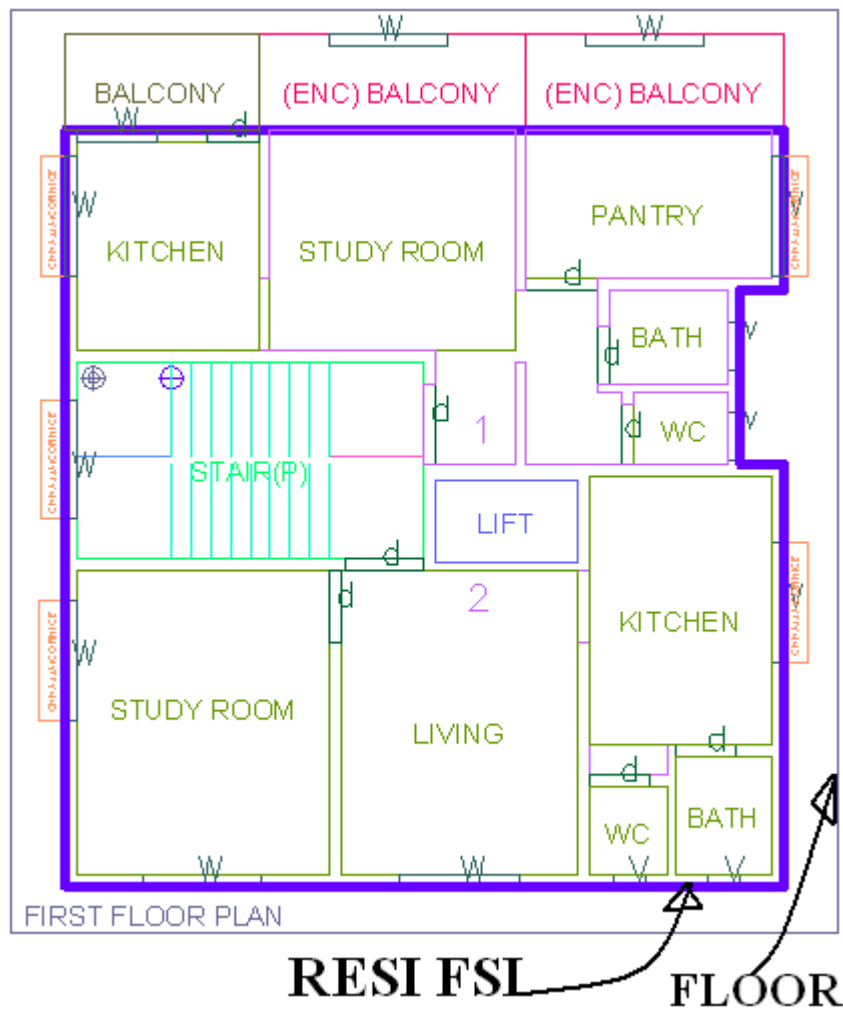 W
W
BALCONY
(ENC) BALCONY
(ENC) BALCONY
W
d
W
V
KITCHEN
STUDY ROOM
PANTRY
d
BATH
V
d
d
1
d
WC
V
W
STAIR(P)
LIFT
d
d
2
KITCHEN
V
W
STUDY ROOM
LIVING
d
d
WC
BATH
W
W
V
V
FIRST FLOOR PLAN
RESI FSI
FLOOR